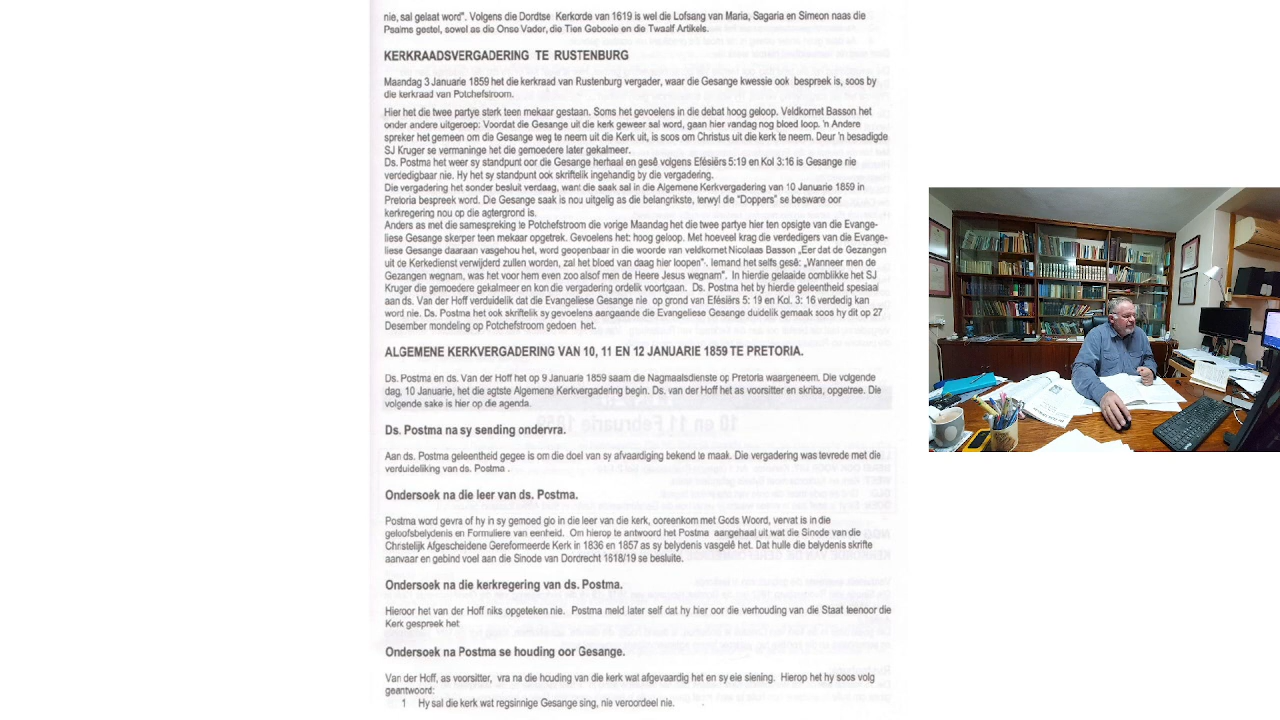 nie, sal gelaat word". Volgens die Dordtse Kerkorde van 1619 is wel die Lofsang van Maria, Sagaria en Simeon naas die
Psalms gestel, sowel as die Onse Vader, die Tien Gebooie en die Twaalf Artikels.
KERKRAADSVERGADERING TE RUSTENBURG
Maandag 3 Januarie 1859 het die kerkraad van Rustenburg vergader, waar die Gesange kwessie ook bespreek is, soos by
die kerkraad van Potchefstroom.
Hier het die twee partye sterk teen mekaar gestaan. Soms het gevoelens in die debat hoog geloop. Veldkornet Basson het
onder andere uitgeroep: Voordat die Gesange uit die kerk geweer sal word, gaan hier vandag nog bloed loop. 'n Andere
spreker het gemeen om die Gesange weg te neem uit die Kerk uit, is soos om Christus uit die kerk te neem. Deur 'n besadigde
SJ Kruger se vermaninge het die gemoedere later gekalmeer.
Ds. Postma het weer sy standpunt oor die Gesange herhaal en gesê volgens Efésiërs 5:19 en Kol 3:16 is Gesange nie
verdedigbaar nie. Hy het sy standpunt ook skriftelik ingehandig by die vergadering.
Die vergadering het sonder besluit verdaag, want die saak sal in die Algemene Kerkvergadering van 10 Januarie 1859 in
Pretoria bespreek word. Die Gesange saak is nou uitgelig as die belangrikste, terwyl die "Doppers" se besware oor
kerkregering nou op die agtergrond is.
Anders as met die samespreking te Potchefstroom die vorige Maandag het die twee partye hier ten opsigte van die Evange-
liese Gesange skerper teen mekaar opgetrek. Gevoelens het hoog geloop. Met hoeveel krag die verdedigers van die Evange-
liese Gesange daaraan vasgehou het, word geopenbaar in die woorde van veldkornet Nicolaas Basson „Eer dat de Gezangen
uit de Kerkedienst verwijderd zullen worden, zal het bloed van daag hier loopen". Iemand het selfs gesê: „Wanneer men de
Gezangen wegnam, was het voor hem even zoo alsof men de Heere Jesus wegnam". In hierdie gelaaide oomblikke het SJ
Kruger die gemoedere gekalmeer en kon die vergadering ordelik voortgaan. Ds. Postma het by hierdie geleentheid spesiaal
aan ds. Van der Hoff verduidelik dat die Evangeliese Gesange nie op grond van Efésiërs 5: 19 en Kol. 3: 16 verdedig kan
word nie. Ds. Postma het ook skriftelik sy gevoelens aangaande die Evangeliese Gesange duidelik gemaak soos hy dit op 27
Desember mondeling op Potchefstroom gedoen het.
ALGEMENE KERKVERGADERING VAN 10, 11 EN 12 JANUARIE 1859 TE PRETORIA.
Ds. Postma en ds. Van der Hoff het op 9 Januarie 1859 saam die Nagmaalsdienste op Pretoria waargeneem. Die volgende
dag, 10 Januarie, het die agtste Algemene Kerkvergadering begin. Ds. van der Hoff het as voorsitter en skriba, opgetree. Die
volgende sake is hier op die agenda.
Ds. Postma na sy sending ondervra.
Aan ds. Postma geleentheid gegee is om die doel van sy afvaardiging bekend te maak. Die vergadering was tevrede met die
verduideliking van ds. Postma .
Ondersoek na die leer van ds. Postma.
Postma word gevra of hy in sy gemoed glo in die leer van die kerk, ooreenkom met Gods Woord, vervat is in die
geloofsbelydenis en Formuliere van eenheid. Om hierop te antwoord het Postma aangehaal uit wat die Sinode van die
Christelijk Afgescheidene Gereformeerde Kerk in 1836 en 1857 as sy belydenis vasgelê het. Dat hulle die belydenis skrifte
aanvaar en gebind voel aan die Sinode van Dordrecht 1618/19 se besluite.
Ondersoek na die kerkregering van ds. Postma.
Hieroor het van der Hoff niks opgeteken nie. Postma meld later self dat hy hier oor die verhouding van die Staat teenoor die
Kerk gespreek het
Ondersoek na Postma se houding oor Gesange.
Van der Hoff, as voorsitter, vra na die houding van die kerk wat afgevaardig het en sy eie siening. Hierop het hy soos volg
geantwoord:
1 Hy sal die kerk wat regsinnige Gesange sing, nie veroordeel nie.